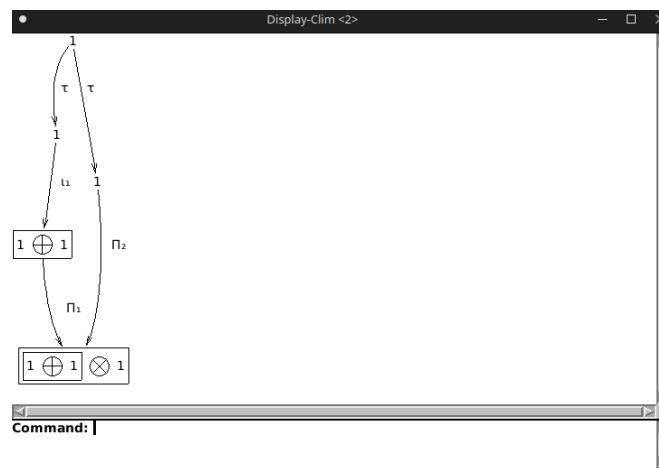 Display-Clim <2>
1
τ τ
1
ι₁ 1
1 ⊕ 1 Π₂
Π₁
1 ⊕ 1 ⊗ 1
Command: